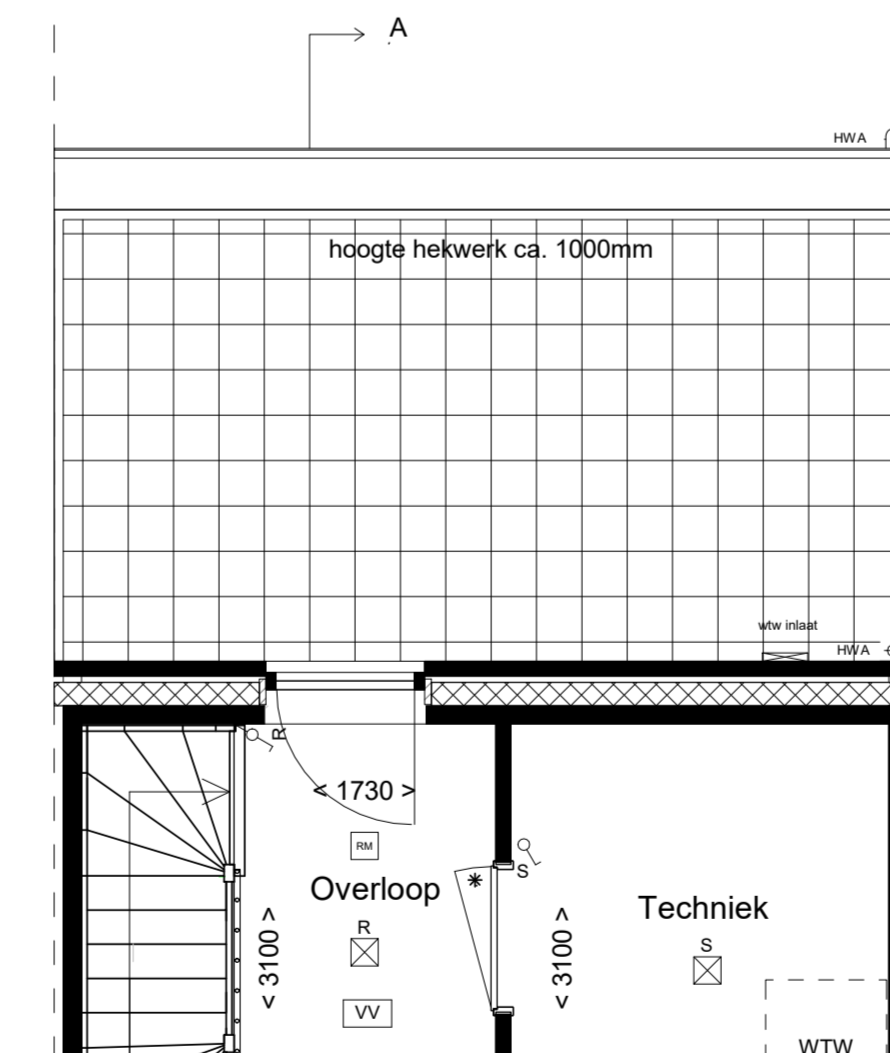 A
HWA
hoogte hekwerk ca. 1000mm
wtw inlaat
HWA
R
< 1730 >
RM
S
Overloop
Techniek
R
S
< 3100 >
< 3100 >
VV
WTW